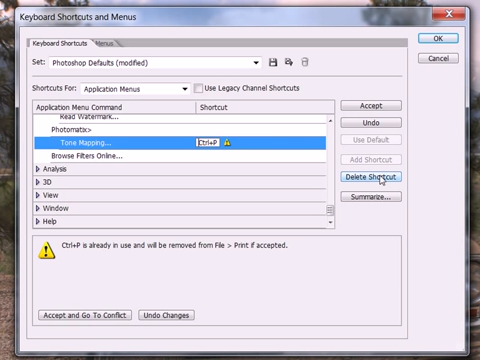 Keyboard Shortcuts and Menus
Keyboard Shortcuts Menus
Set: Photoshop Defaults (modified)
OK
Cancel
Shortcuts For: Application Menus Use Legacy Channel Shortcuts
Application Menu Command Shortcut
Accept
Read Watermark...
Undo
Photomatix>
Tone Mapping... Ctrl+P
Use Default
Browse Filters Online...
Add Shortcut
Analysis
Delete Shortcut
3D
View
Summarize...
Window
Help
Ctrl+P is already in use and will be removed from File > Print if accepted.
Accept and Go To Conflict Undo Changes